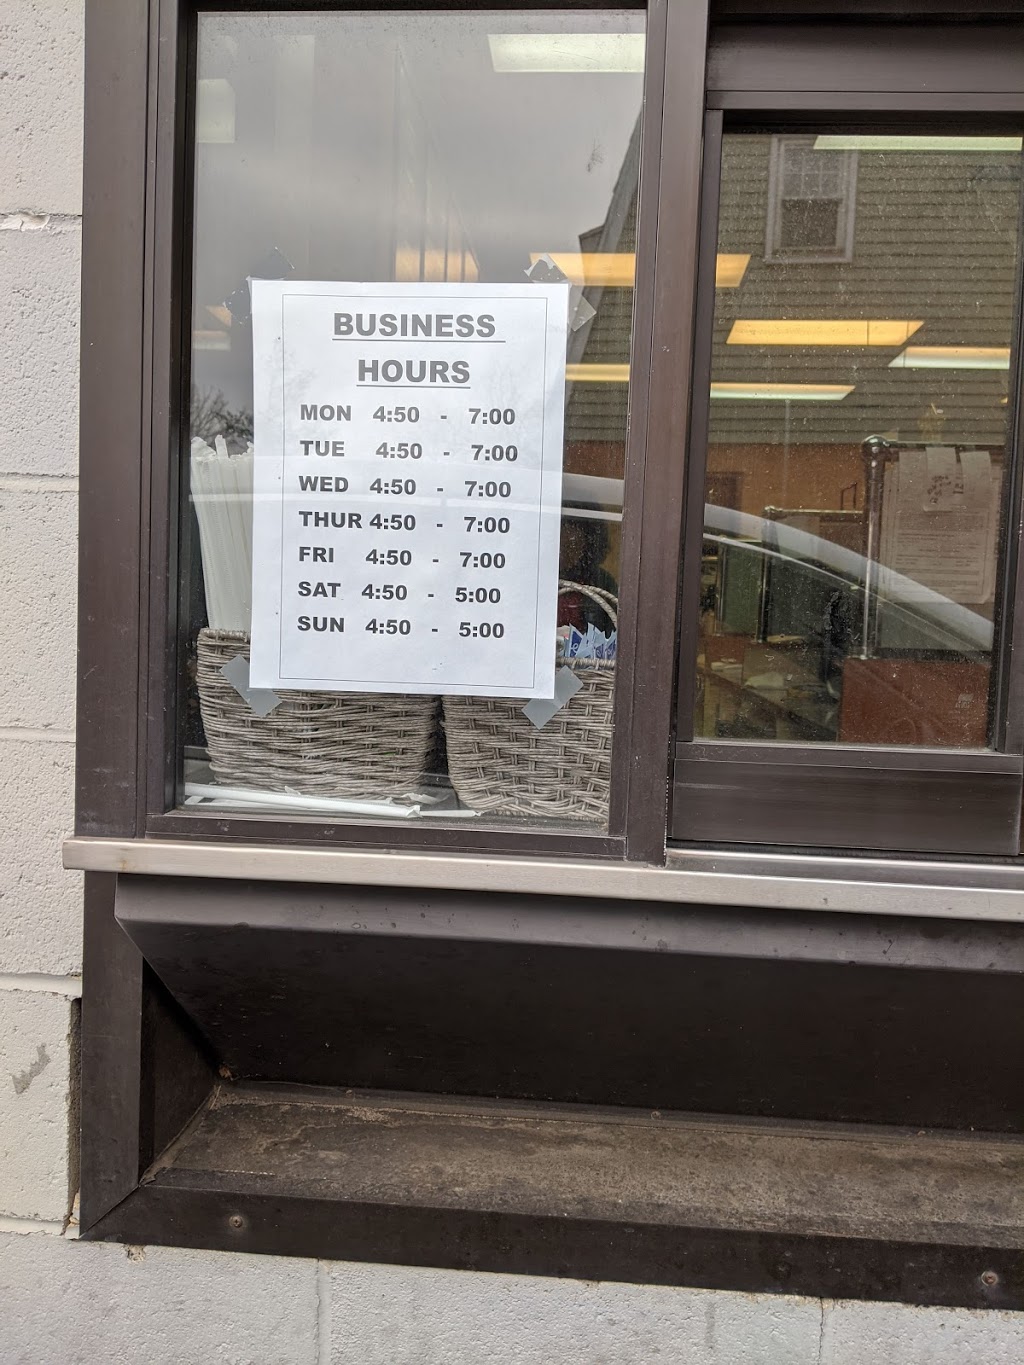 BUSINESS
HOURS
MON 4:50 - 7:00
TUE 4:50 - 7:00
WED 4:50 - 7:00
THUR 4:50 - 7:00
FRI 4:50 - 7:00
SAT 4:50 - 5:00
SUN 4:50 - 5:00